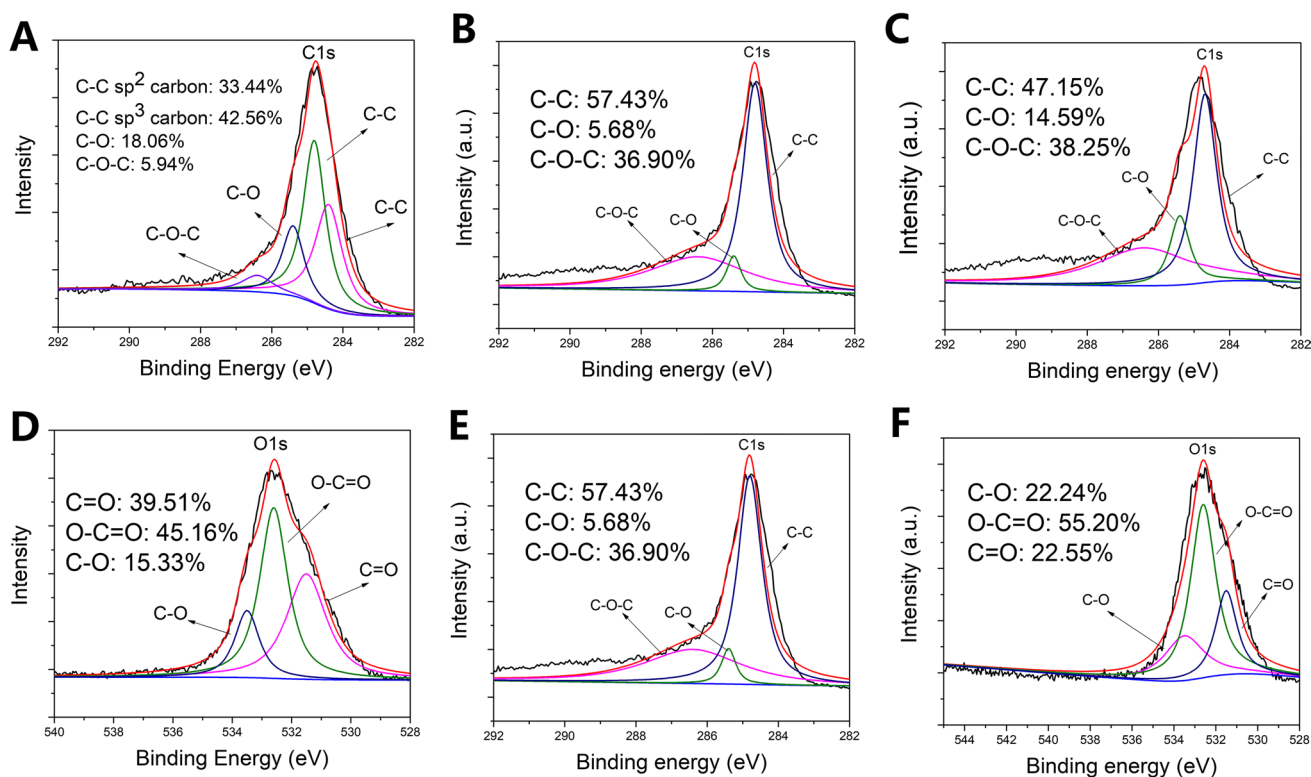 A
C1s
C-C sp2 carbon: 33.44%
C-C sp3 carbon: 42.56%
C-O: 18.06%
C-O-C: 5.94%
C-C
C-O
C-C
C-O-C
Intensity
292 290 288 286 284 282
Binding Energy (eV)
B
C1s
C-C: 57.43%
C-O: 5.68%
C-O-C: 36.90%
C-C
C-O-C
C-O
Intensity (a.u.)
292 290 288 286 284 282
Binding energy (eV)
C
C1s
C-C: 47.15%
C-O: 14.59%
C-O-C: 38.25%
C-O
C-C
C-O-C
Intensity (a.u.)
292 290 288 286 284 282
Binding energy (eV)
D
O1s
C=O: 39.51%
O-C=O: 45.16%
C-O: 15.33%
O-C=O
C=O
C-O
Intensity
540 538 536 534 532 530 528
Binding Energy (eV)
E
C1s
C-C: 57.43%
C-O: 5.68%
C-O-C: 36.90%
C-C
C-O-C
C-O
Intensity (a.u.)
292 290 288 286 284 282
Binding energy (eV)
F
O1s
C-O: 22.24%
O-C=O: 55.20%
C=O: 22.55%
O-C=O
C=O
C-O
Intensity (a.u.)
544 542 540 538 536 534 532 530 528
Binding energy (eV)